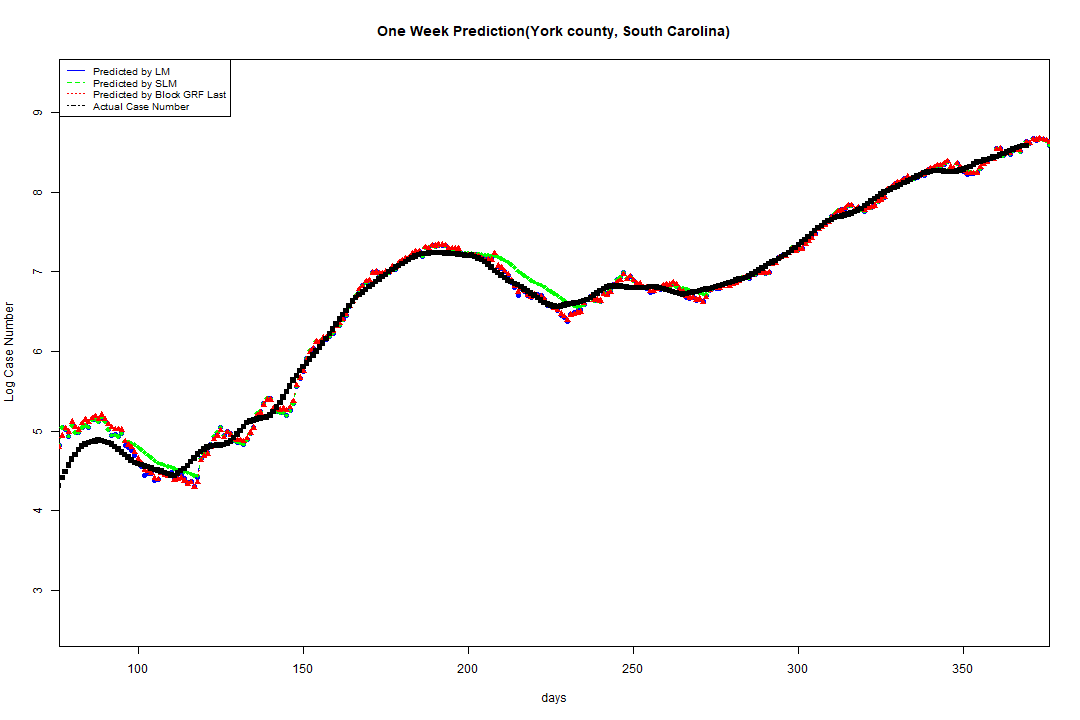 One Week Prediction(York county, South Carolina)
Predicted by LM
Predicted by SLM
Predicted by Block GRF Last
Actual Case Number
9
8
7
6
5
4
3
Log Case Number
100 150 200 250 300 350
days